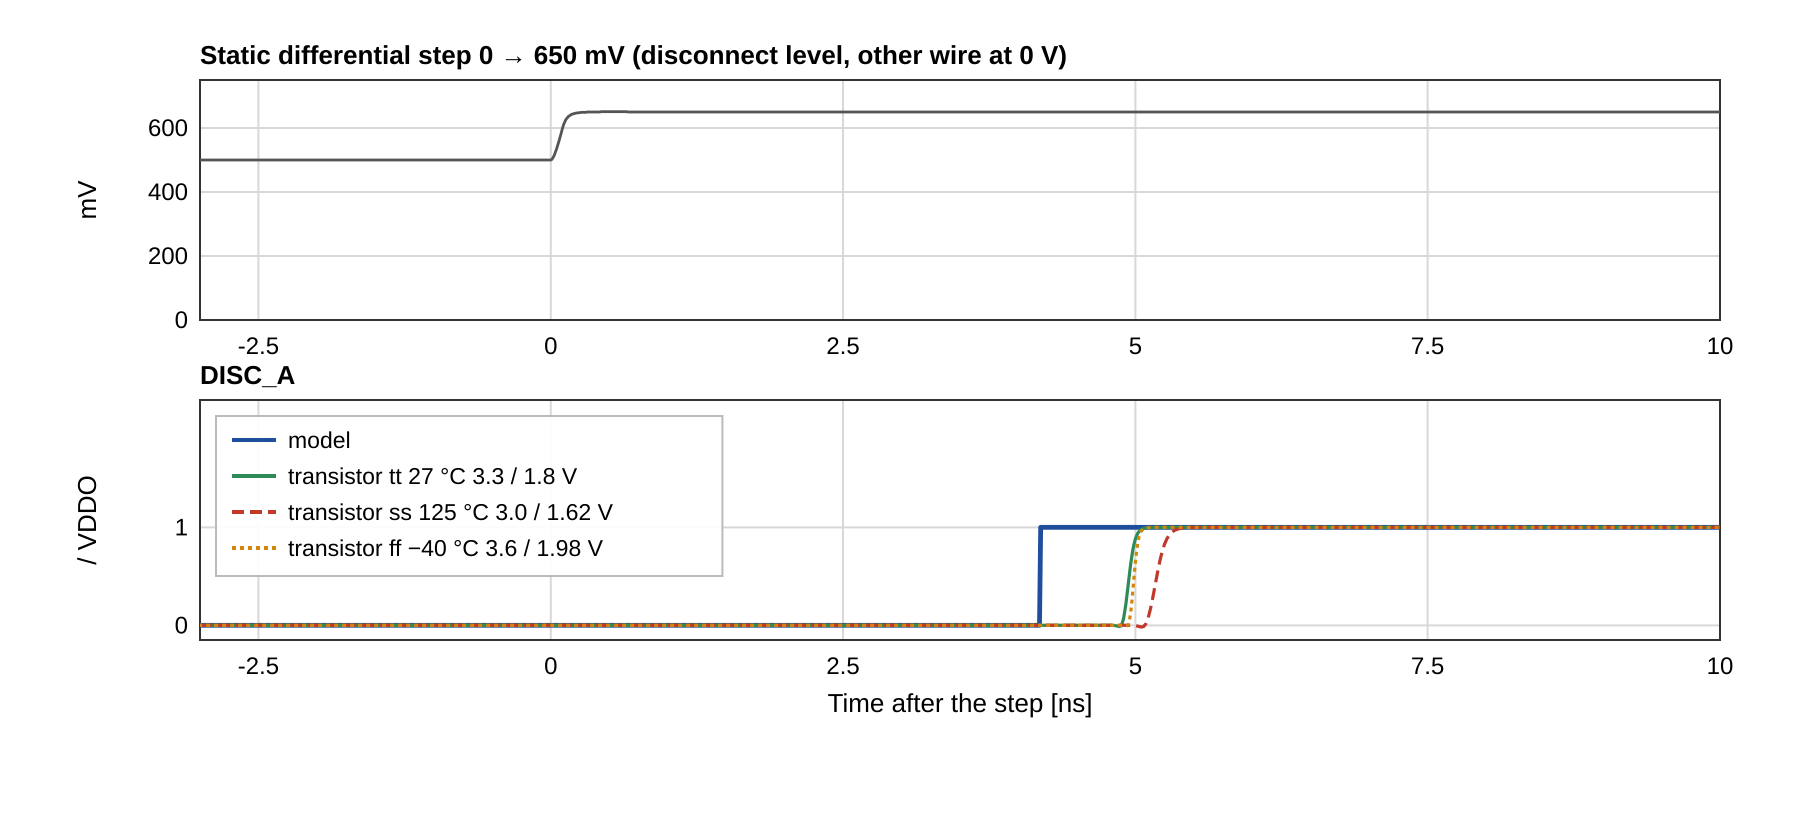 Static differential step 0 → 650 mV (disconnect level, other wire at 0 V)
mV
600
400
200
0
-2.5 0 2.5 5 7.5 10
DISC_A
/ VDDO
model
transistor tt 27 °C 3.3 / 1.8 V
transistor ss 125 °C 3.0 / 1.62 V
transistor ff −40 °C 3.6 / 1.98 V
1
0
-2.5 0 2.5 5 7.5 10
Time after the step [ns]